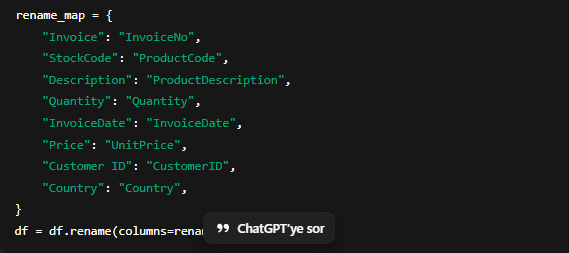 rename_map = {
    "Invoice": "InvoiceNo",
    "StockCode": "ProductCode",
    "Description": "ProductDescription",
    "Quantity": "Quantity",
    "InvoiceDate": "InvoiceDate",
    "Price": "UnitPrice",
    "Customer ID": "CustomerID",
    "Country": "Country",
}
df = df.rename(columns=rena
ChatGPT'ye sor